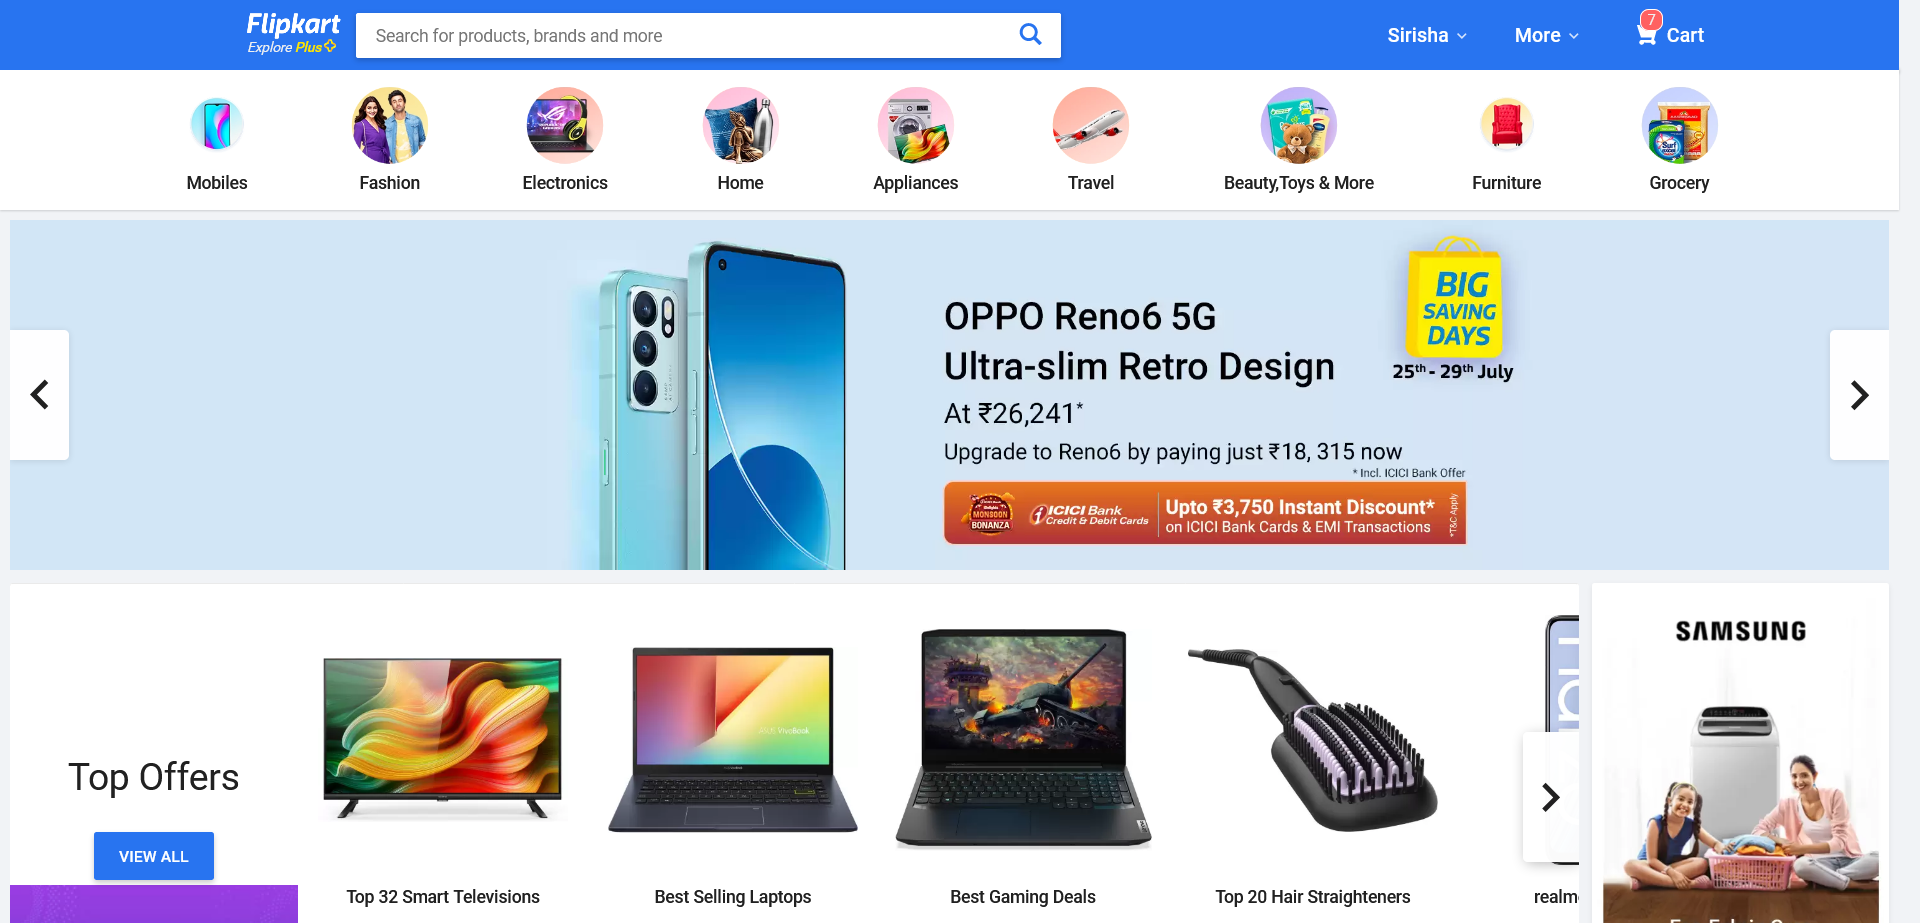 Flipkart
Explore Plus
Search for products, brands and more
Sirisha
More
7
Cart
Mobiles
Fashion
Electronics
Home
Appliances
Travel
Beauty,Toys & More
Furniture
Grocery
BIG
SAVING
DAYS
25th - 29th July
OPPO Reno6 5G
Ultra-slim Retro Design
At ₹26,241*
Upgrade to Reno6 by paying just ₹18, 315 now
* Incl. ICICI Bank Offer
MONSOON
BONANZA
ICICI Bank
Credit & Debit Cards
Upto ₹3,750 Instant Discount*
on ICICI Bank Cards & EMI Transactions
*T&C Apply
Top Offers
VIEW ALL
ASUS VivoBook
Top 32 Smart Televisions
Best Selling Laptops
Best Gaming Deals
Top 20 Hair Straighteners
realm
SAMSUNG